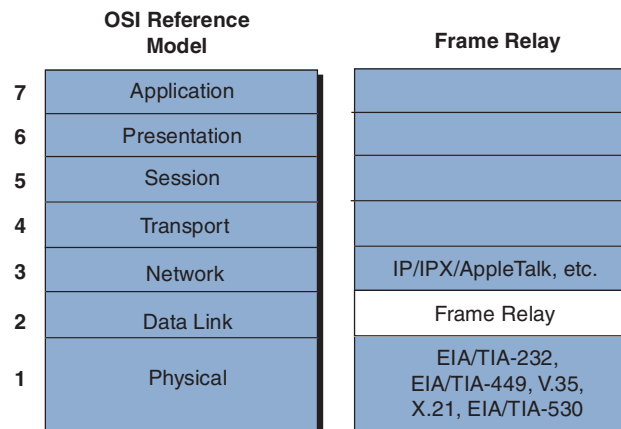 OSI Reference
Model
Frame Relay
7
Application
6
Presentation
5
Session
4
Transport
3
Network
IP/IPX/AppleTalk, etc.
2
Data Link
Frame Relay
1
Physical
EIA/TIA-232,
EIA/TIA-449, V.35,
X.21, EIA/TIA-530